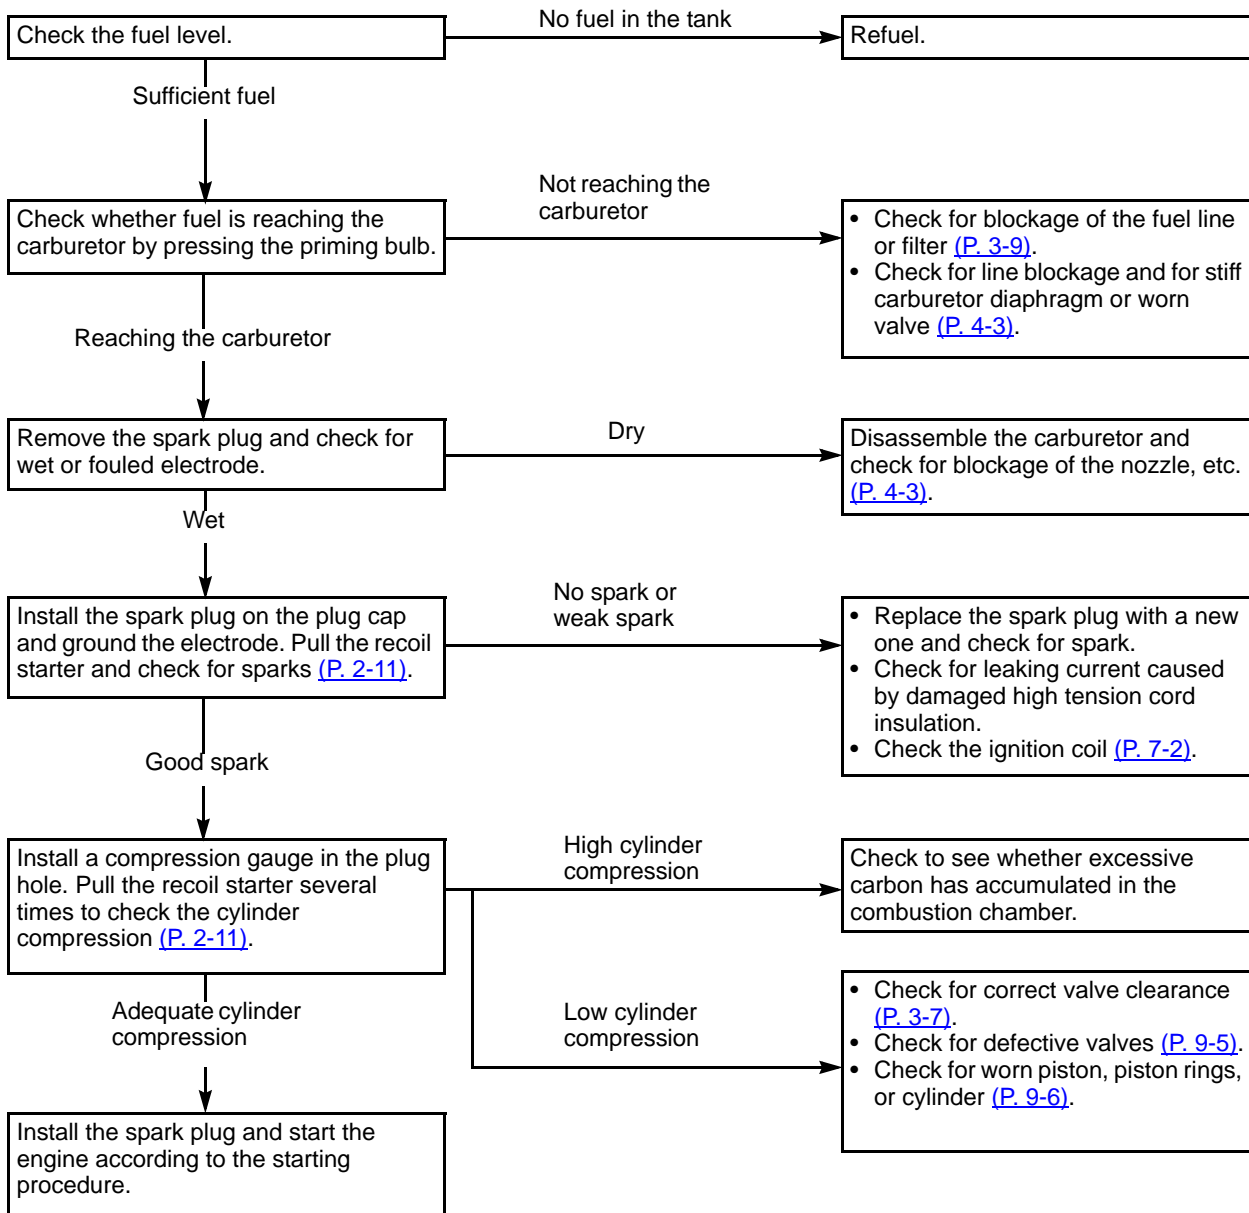 Check the fuel level.
No fuel in the tank
Refuel.
Sufficient fuel
Check whether fuel is reaching the
carburetor by pressing the priming bulb.
Not reaching the
carburetor
• Check for blockage of the fuel line
or filter (P. 3-9).
• Check for line blockage and for stiff
carburetor diaphragm or worn
valve (P. 4-3).
Reaching the carburetor
Remove the spark plug and check for
wet or fouled electrode.
Dry
Disassemble the carburetor and
check for blockage of the nozzle, etc.
(P. 4-3).
Wet
Install the spark plug on the plug cap
and ground the electrode. Pull the recoil
starter and check for sparks (P. 2-11).
No spark or
weak spark
• Replace the spark plug with a new
one and check for spark.
• Check for leaking current caused
by damaged high tension cord
insulation.
• Check the ignition coil (P. 7-2).
Good spark
Install a compression gauge in the plug
hole. Pull the recoil starter several
times to check the cylinder
compression (P. 2-11).
High cylinder
compression
Check to see whether excessive
carbon has accumulated in the
combustion chamber.
Low cylinder
compression
• Check for correct valve clearance
(P. 3-7).
• Check for defective valves (P. 9-5).
• Check for worn piston, piston rings,
or cylinder (P. 9-6).
Adequate cylinder
compression
Install the spark plug and start the
engine according to the starting
procedure.